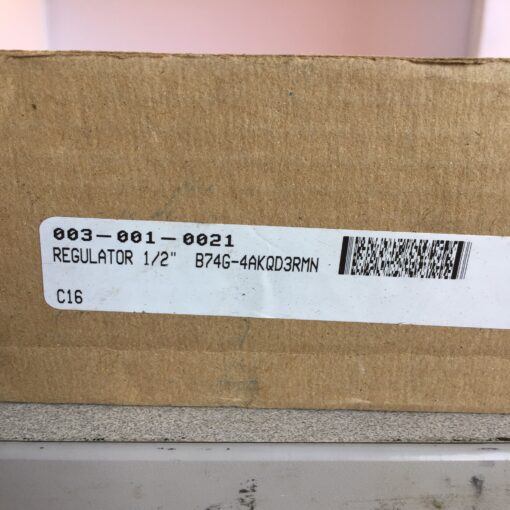 003-001-0021
REGULATOR 1/2" B74G-4AKQD3RMN
C16